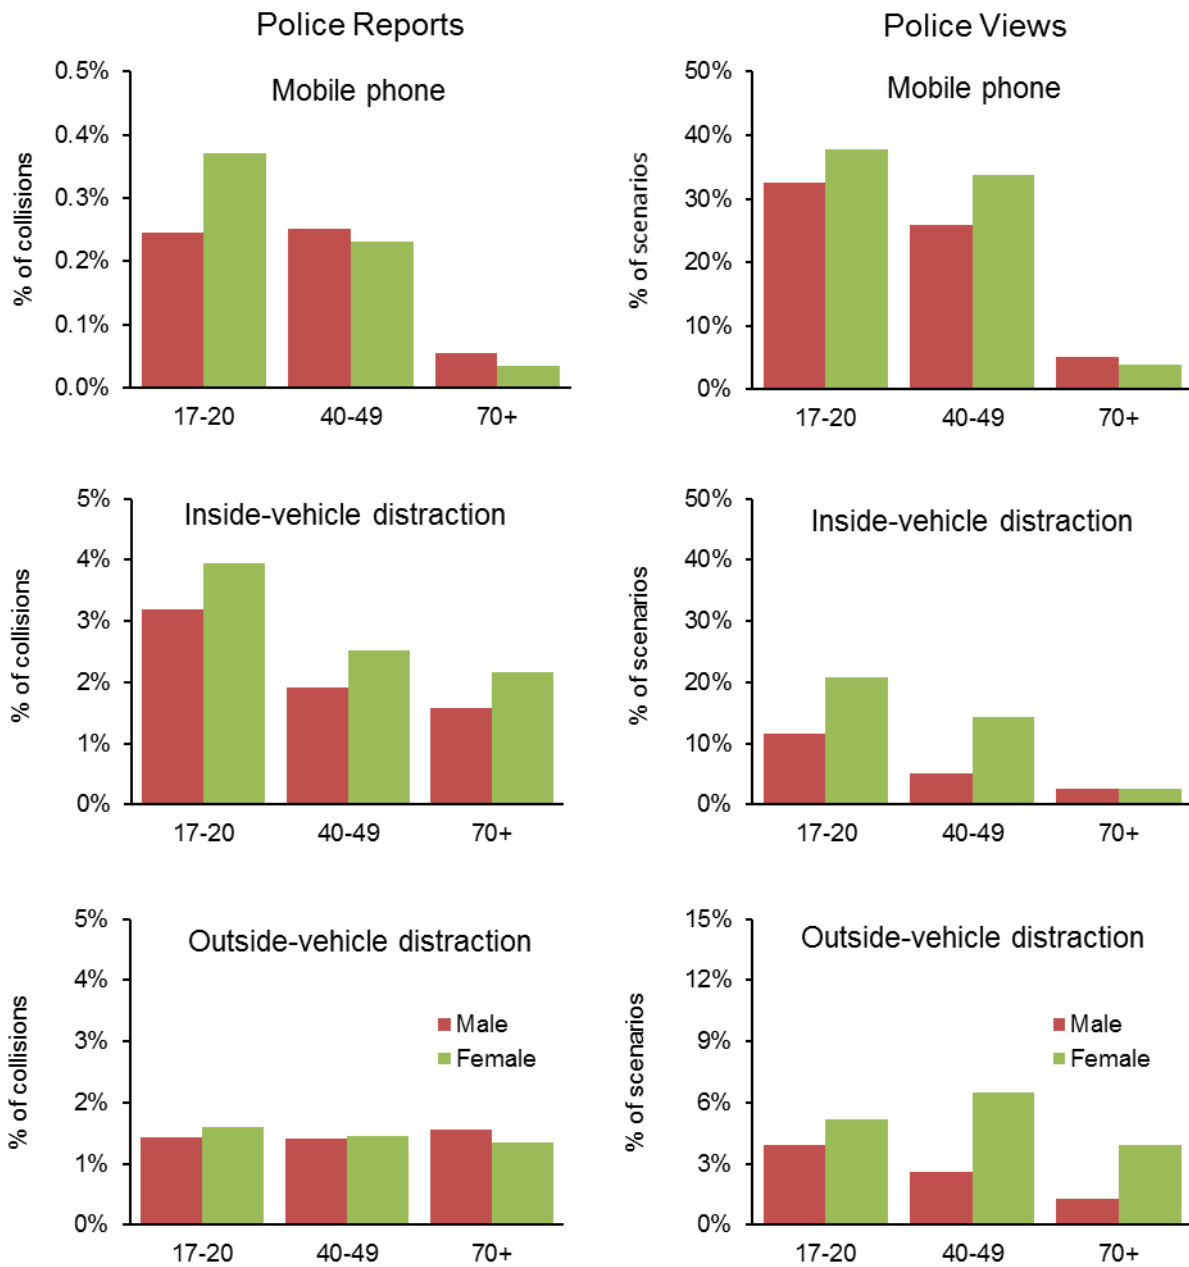 Police Reports
Police Views
Mobile phone
% of collisions
0.5%
0.4%
0.3%
0.2%
0.1%
0.0%
17-20 40-49 70+
Mobile phone
% of scenarios
50%
40%
30%
20%
10%
0%
17-20 40-49 70+
Inside-vehicle distraction
% of collisions
5%
4%
3%
2%
1%
0%
17-20 40-49 70+
Inside-vehicle distraction
% of scenarios
50%
40%
30%
20%
10%
0%
17-20 40-49 70+
Outside-vehicle distraction
% of collisions
5%
4%
3%
2%
1%
0%
Male
Female
17-20 40-49 70+
Outside-vehicle distraction
% of scenarios
15%
12%
9%
6%
3%
0%
Male
Female
17-20 40-49 70+